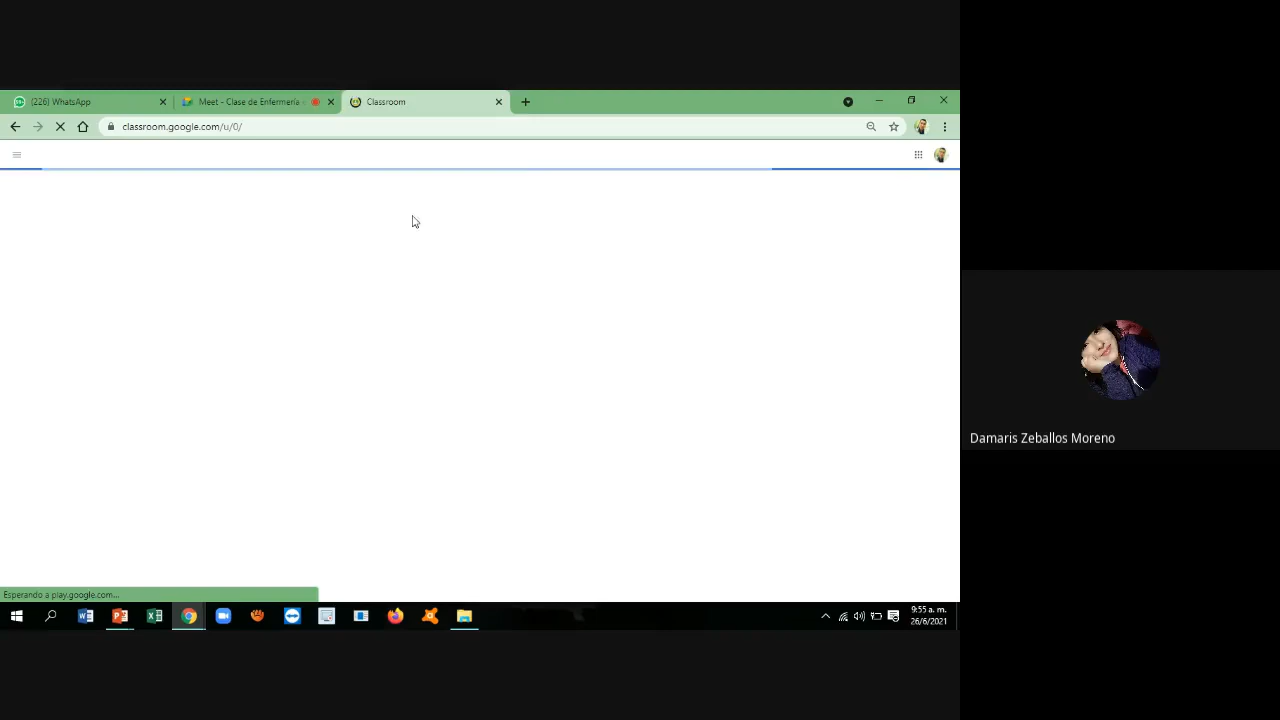 (226) WhatsApp
Meet - Clase de Enfermería
Classroom
classroom.google.com/u/0/
Damaris Zeballos Moreno
Esperando a play.google.com...
9:55 a. m.
26/6/2021